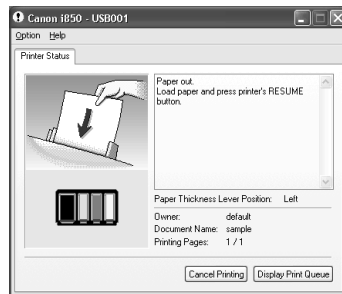 Canon i850 - USB001
Option Help
Printer Status
Paper out.
Load paper and press printer's RESUME
button.
Paper Thickness Lever Position: Left
Owner: default
Document Name: sample
Printing Pages: 1 / 1
Cancel Printing Display Print Queue